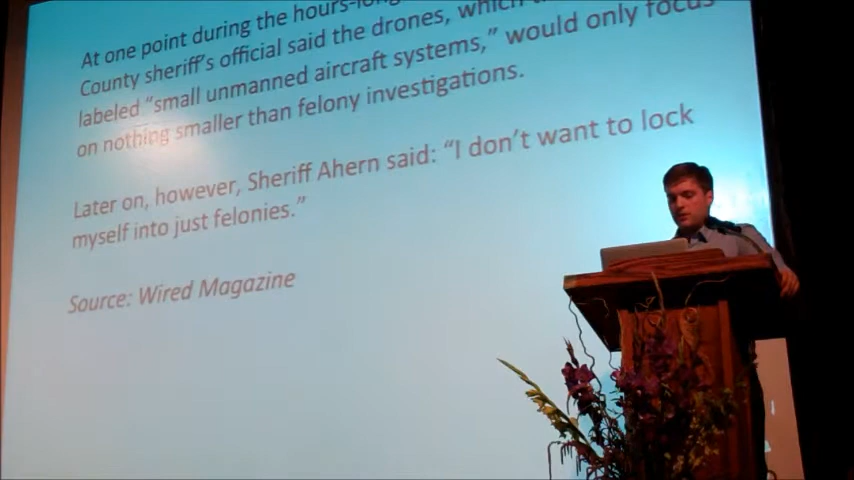 At one point during the hours-long
County sheriff's official said the drones, which
labeled "small unmanned aircraft systems," would only focus
on nothing smaller than felony investigations.
Later on, however, Sheriff Ahern said: "I don't want to lock
myself into just felonies."
Source: Wired Magazine